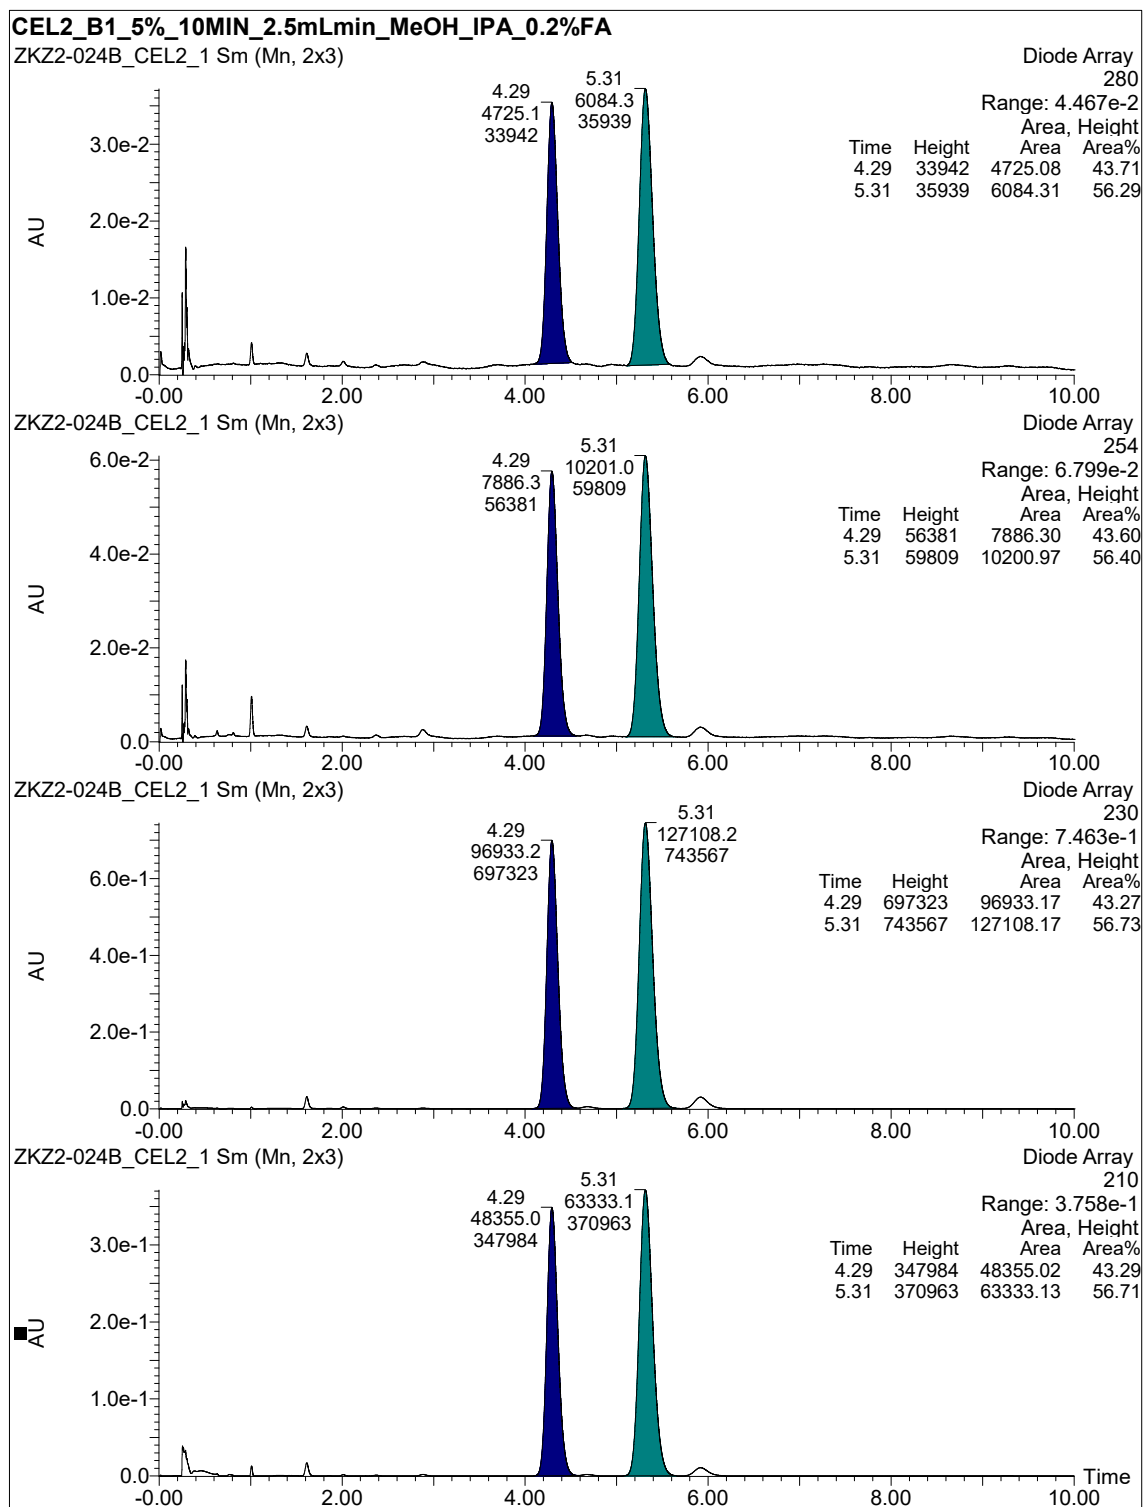 CEL2_B1_5%_10MIN_2.5mLmin_MeOH_IPA_0.2%FA
ZKZ2-024B_CEL2_1 Sm (Mn, 2x3)
Diode Array
280
Range: 4.467e-2
Area, Height
Time Height Area Area%
4.29 33942 4725.08 43.71
5.31 35939 6084.31 56.29
4.29
4725.1
33942
5.31
6084.3
35939
AU
3.0e-2
2.0e-2
1.0e-2
0.0
-0.00 2.00 4.00 6.00 8.00 10.00
ZKZ2-024B_CEL2_1 Sm (Mn, 2x3)
Diode Array
254
Range: 6.799e-2
Area, Height
Time Height Area Area%
4.29 56381 7886.30 43.60
5.31 59809 10200.97 56.40
4.29
7886.3
56381
5.31
10201.0
59809
AU
6.0e-2
4.0e-2
2.0e-2
0.0
-0.00 2.00 4.00 6.00 8.00 10.00
ZKZ2-024B_CEL2_1 Sm (Mn, 2x3)
Diode Array
230
Range: 7.463e-1
Area, Height
Time Height Area Area%
4.29 697323 96933.17 43.27
5.31 743567 127108.17 56.73
4.29
96933.2
697323
5.31
127108.2
743567
AU
6.0e-1
4.0e-1
2.0e-1
0.0
-0.00 2.00 4.00 6.00 8.00 10.00
ZKZ2-024B_CEL2_1 Sm (Mn, 2x3)
Diode Array
210
Range: 3.758e-1
Area, Height
Time Height Area Area%
4.29 347984 48355.02 43.29
5.31 370963 63333.13 56.71
4.29
48355.0
347984
5.31
63333.1
370963
AU
3.0e-1
2.0e-1
1.0e-1
0.0
Time
-0.00 2.00 4.00 6.00 8.00 10.00